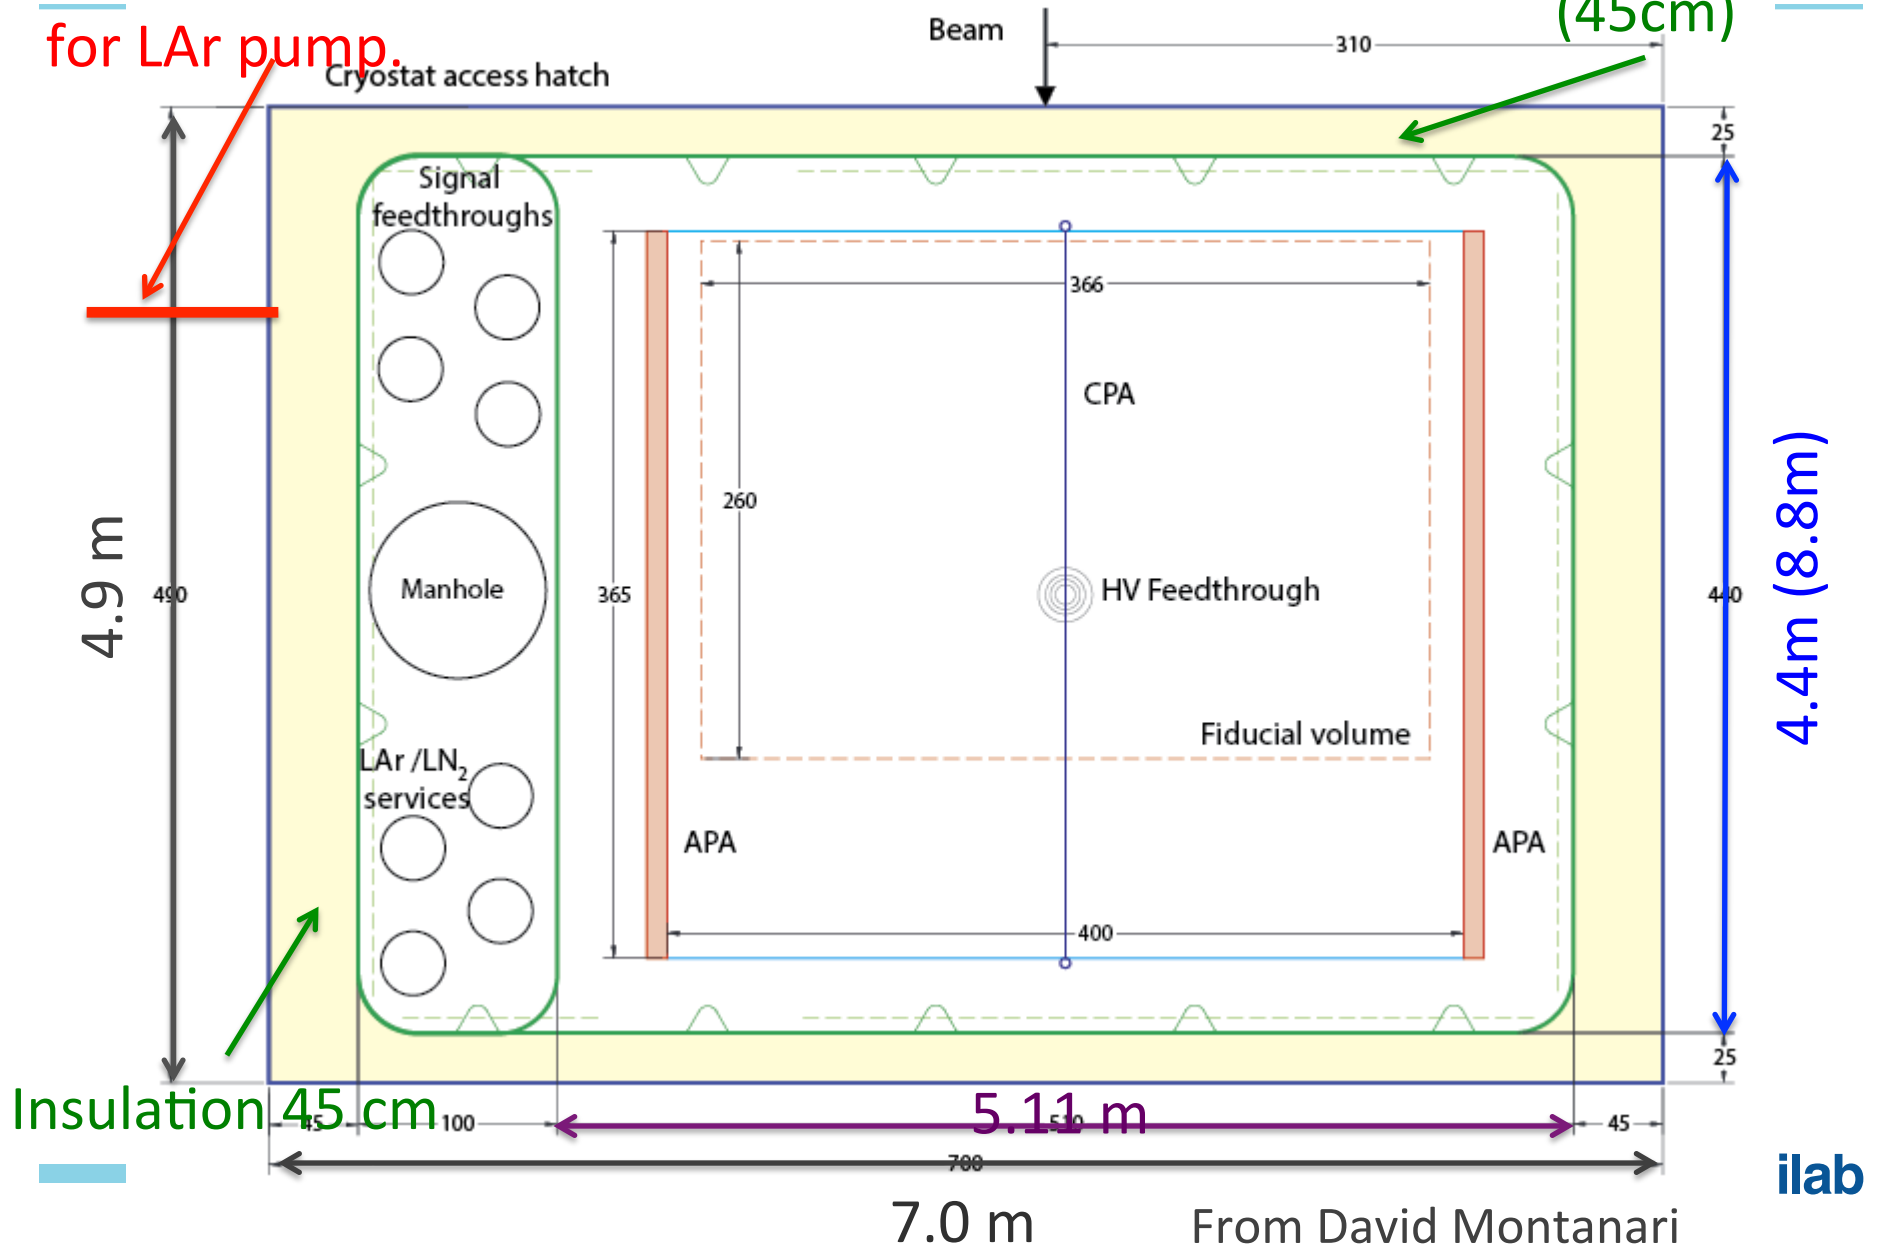 (45cm)
for LAr pump.
Beam
310
Cryostat access hatch
25
Signal
feedthroughs
366
CPA
260
4.9 m
490
Manhole
365
HV Feedthrough
440
4.4m (8.8m)
Fiducial volume
LAr /LN2
services
APA
APA
400
25
Insulation 45 cm
45
100
5.11 m
510
45
700
7.0 m
ilab
From David Montanari